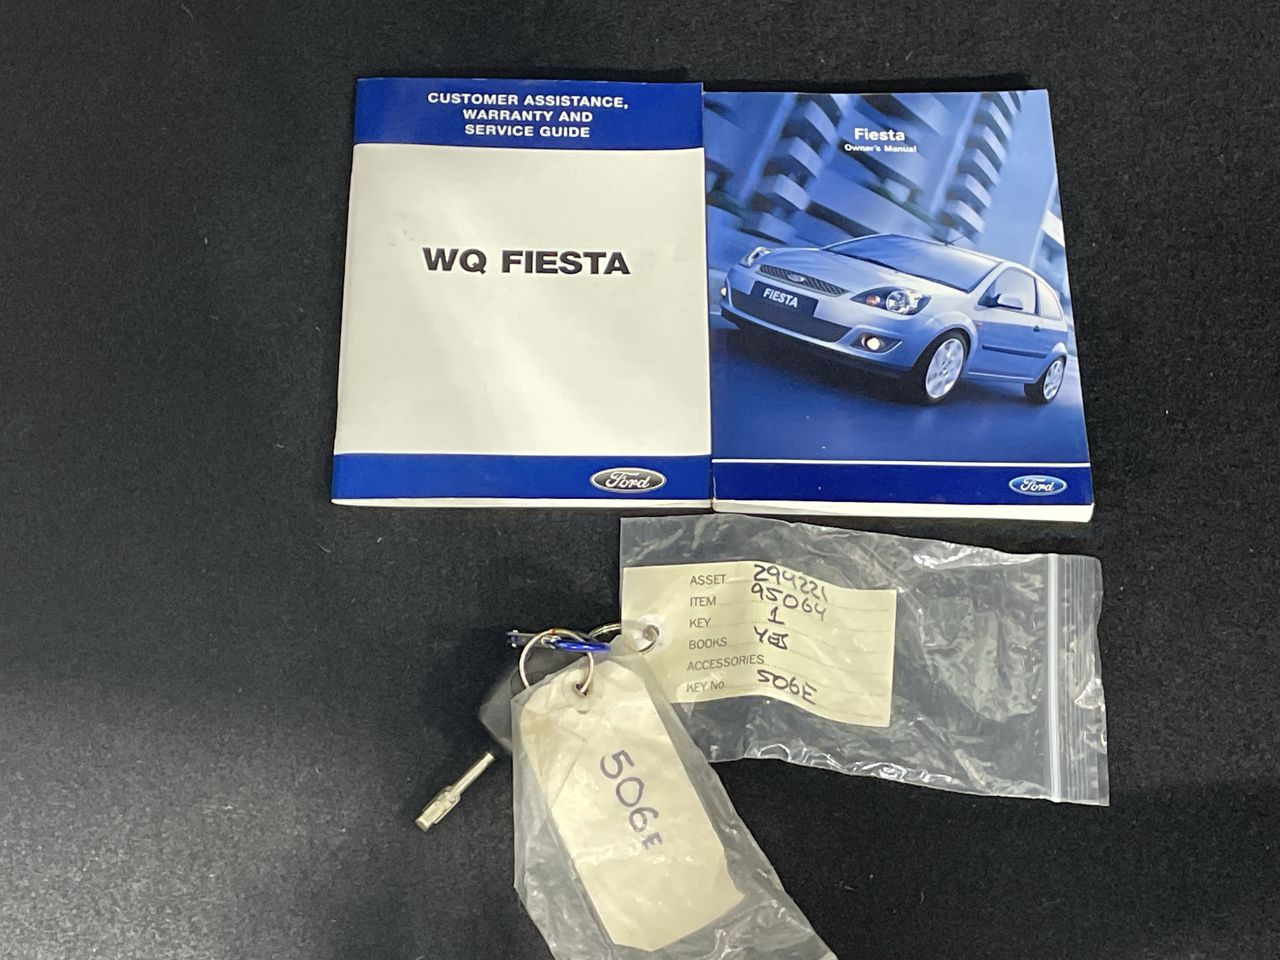 CUSTOMER ASSISTANCE,
WARRANTY AND
SERVICE GUIDE
WQ FIESTA
Ford
Fiesta
Owner's Manual
FIESTA
Ford
ASSET 294221
ITEM 95064
KEY 1
BOOKS YES
ACCESSORIES
KEY No. 506E
506E